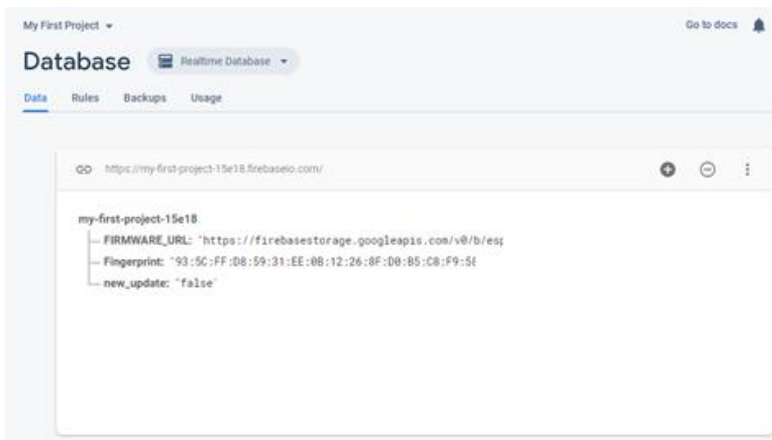 My First Project
Go to docs
Database
Realtime Database
Data Rules Backups Usage
https://my-first-project-15e18.firebaseio.com/
my-first-project-15e18
FIRMWARE_URL: "https://firebasestorage.googleapis.com/v0/b/esp
Fingerprint: "93:5C:FF:D8:59:31:EE:0B:12:26:8F:D0:B5:C8:F9:58
new_update: "false"